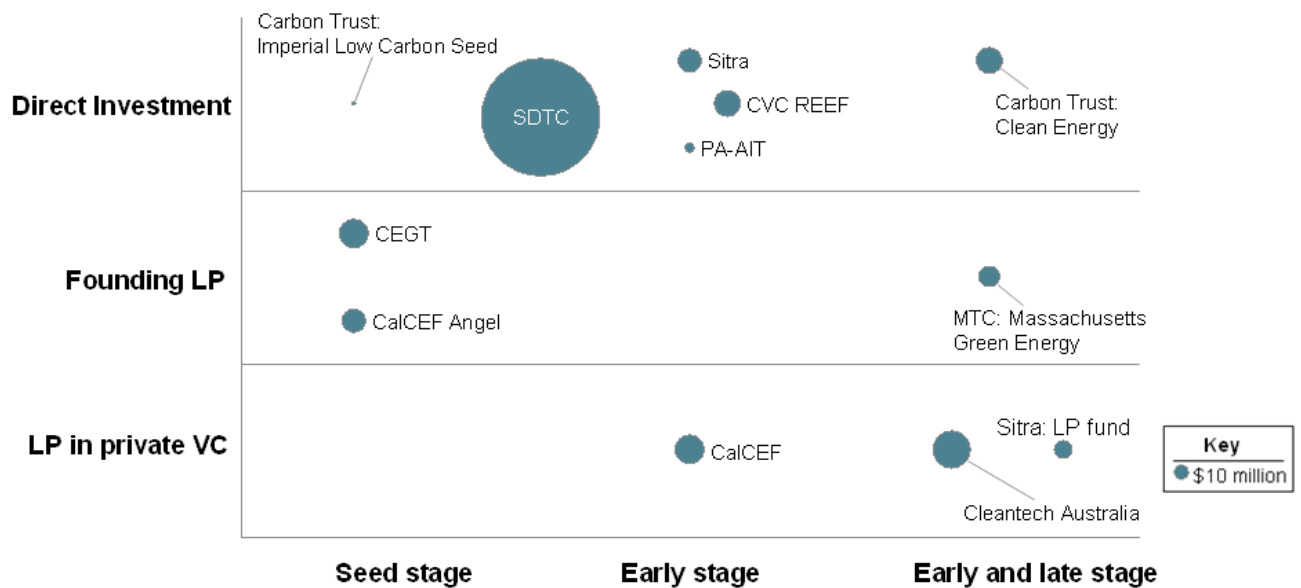 Carbon Trust:
Imperial Low Carbon Seed
Sitra
Direct Investment
SDTC
CVC REEF
Carbon Trust:
Clean Energy
PA-AIT
CEGT
Founding LP
CalCEF Angel
MTC: Massachusetts
Green Energy
LP in private VC
CalCEF
Sitra: LP fund
Cleantech Australia
Key
$10 million
Seed stage
Early stage
Early and late stage